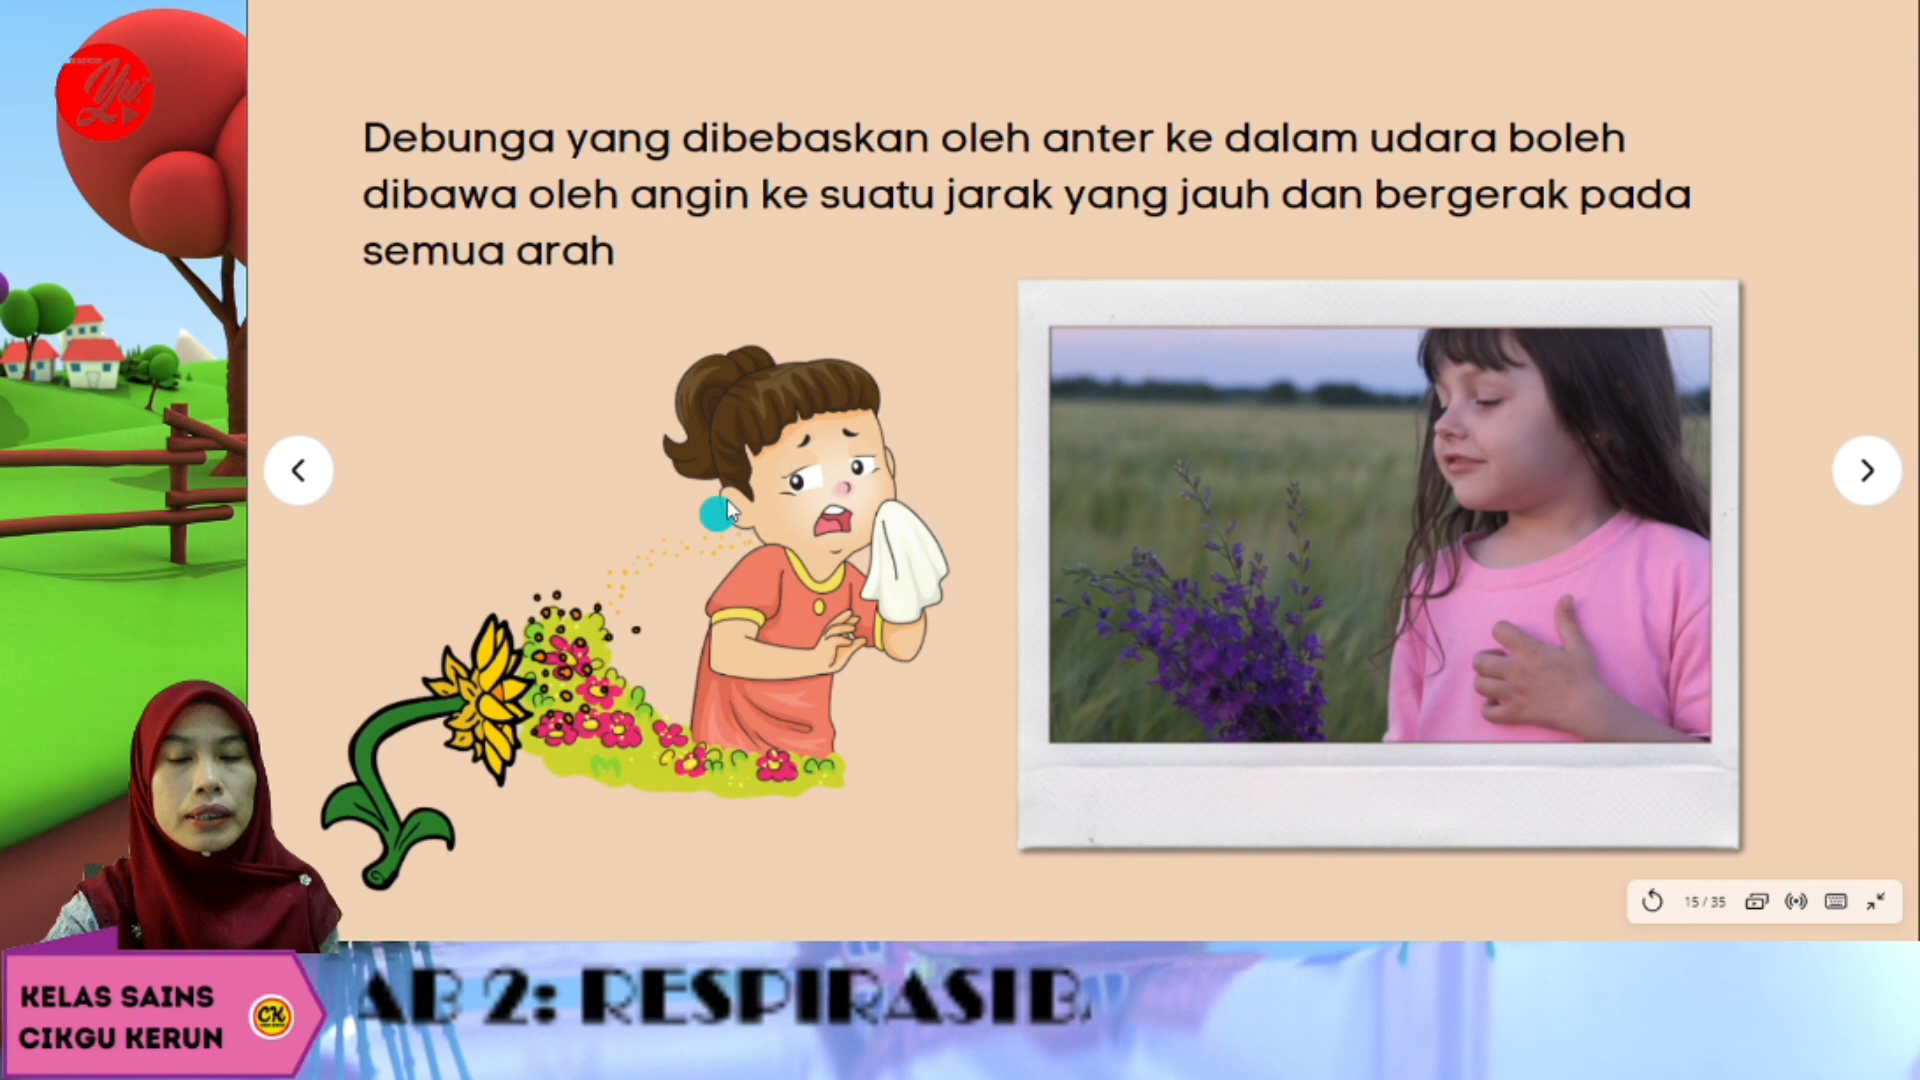 Debunga yang dibebaskan oleh anter ke dalam udara boleh
dibawa oleh angin ke suatu jarak yang jauh dan bergerak pada
semua arah
15 / 35
KELAS SAINS
CIKGU KERUN
CK
AB 2: RESPIRASI